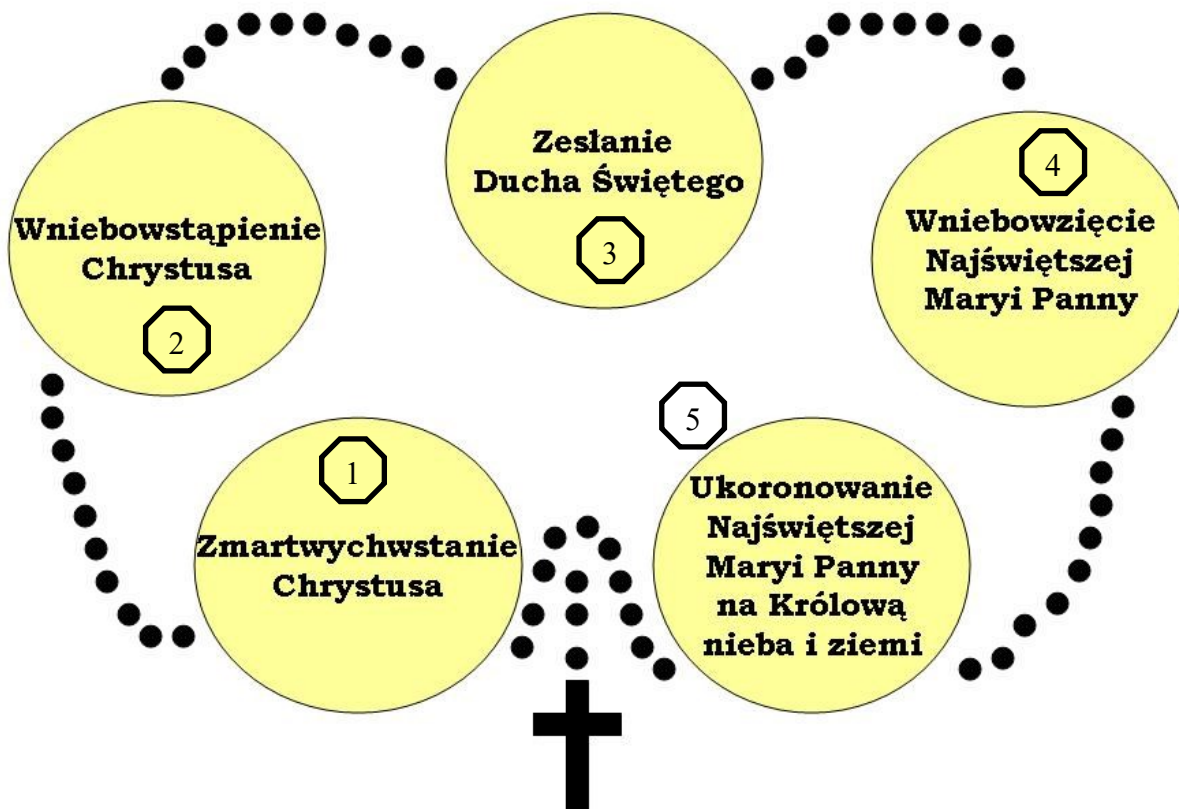 Zesłanie
Ducha Świętego
3
4
Wniebowzięcie
Najświętszej
Maryi Panny
Wniebowstąpienie
Chrystusa
2
1
Zmartwychwstanie
Chrystusa
5
Ukoronowanie
Najświętszej
Maryi Panny
na Królową
nieba i ziemi